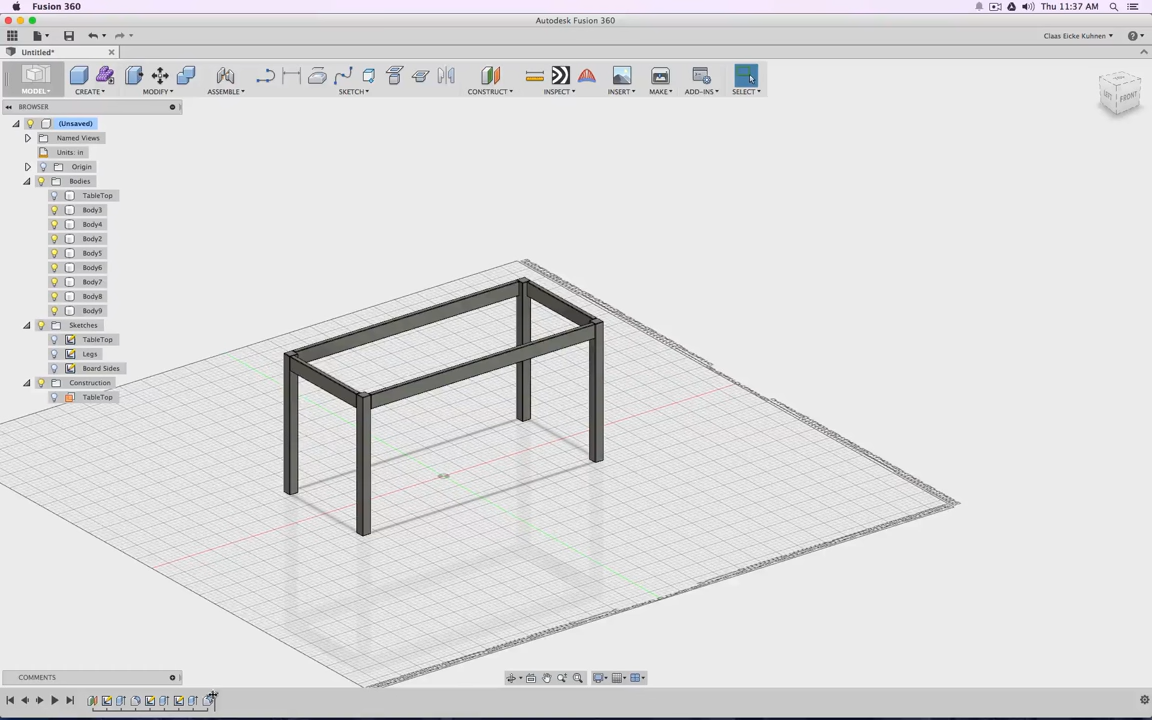 Fusion 360
Thu 11:37 AM
Autodesk Fusion 360
Claas Eicke Kuhnen
Untitled*
MODEL
CREATE
MODIFY
ASSEMBLE
SKETCH
CONSTRUCT
INSPECT
INSERT
MAKE
ADD-INS
SELECT
LEFT
FRONT
BROWSER
(Unsaved)
Named Views
Units: in
Origin
Bodies
TableTop
Body3
Body4
Body2
Body5
Body6
Body7
Body8
Body9
Sketches
TableTop
Legs
Board Sides
Construction
TableTop
COMMENTS